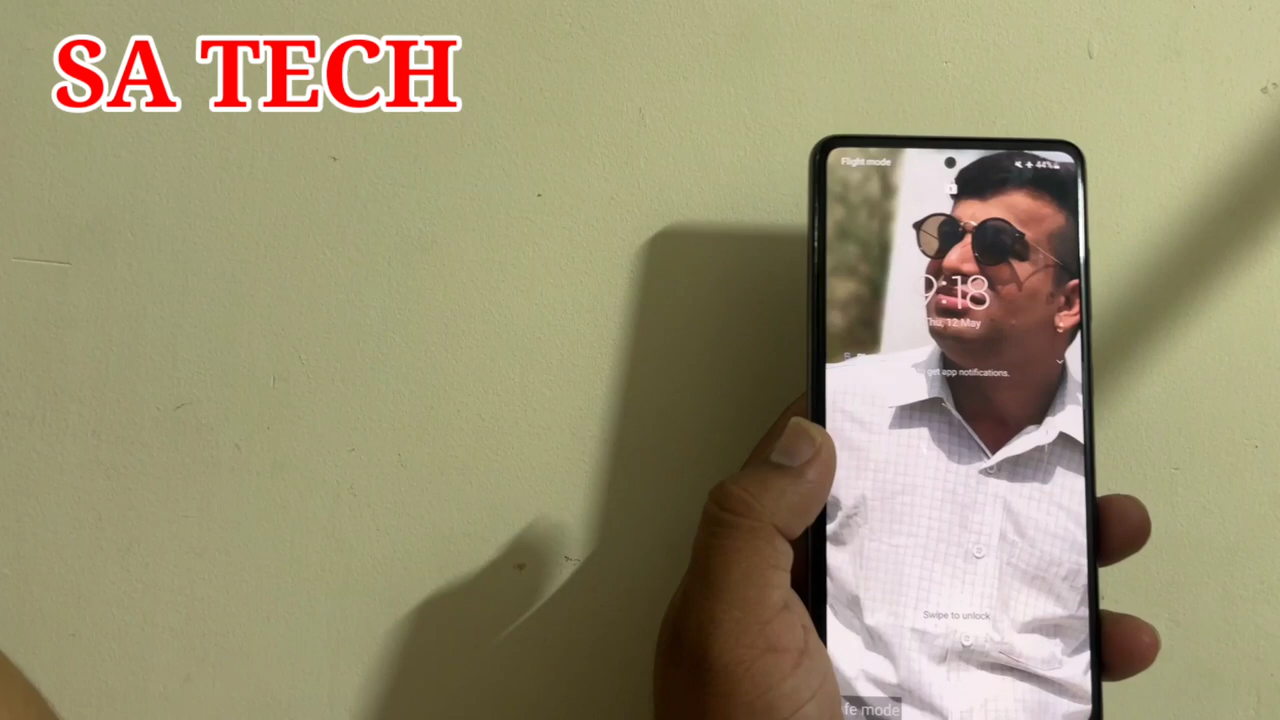 SA TECH
Flight mode
44%
9:18
Thu, 12 May
get app notifications.
Swipe to unlock
fe mode